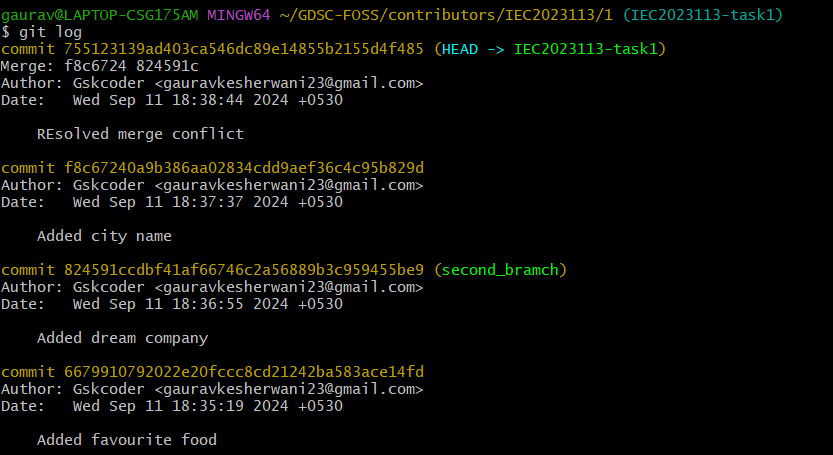 gaurav@LAPTOP-CSG175AM MINGW64 ~/GDSC-FOSS/contributors/IEC2023113/1 (IEC2023113-task1)
$ git log
commit 755123139ad403ca546dc89e14855b2155d4f485 (HEAD -> IEC2023113-task1)
Merge: f8c6724 824591c
Author: Gskcoder <gauravkesherwani23@gmail.com>
Date:   Wed Sep 11 18:38:44 2024 +0530
    REsolved merge conflict
commit f8c67240a9b386aa02834cdd9aef36c4c95b829d
Author: Gskcoder <gauravkesherwani23@gmail.com>
Date:   Wed Sep 11 18:37:37 2024 +0530
    Added city name
commit 824591ccdbf41af66746c2a56889b3c959455be9 (second_bramch)
Author: Gskcoder <gauravkesherwani23@gmail.com>
Date:   Wed Sep 11 18:36:55 2024 +0530
    Added dream company
commit 6679910792022e20fccc8cd21242ba583ace14fd
Author: Gskcoder <gauravkesherwani23@gmail.com>
Date:   Wed Sep 11 18:35:19 2024 +0530
    Added favourite food